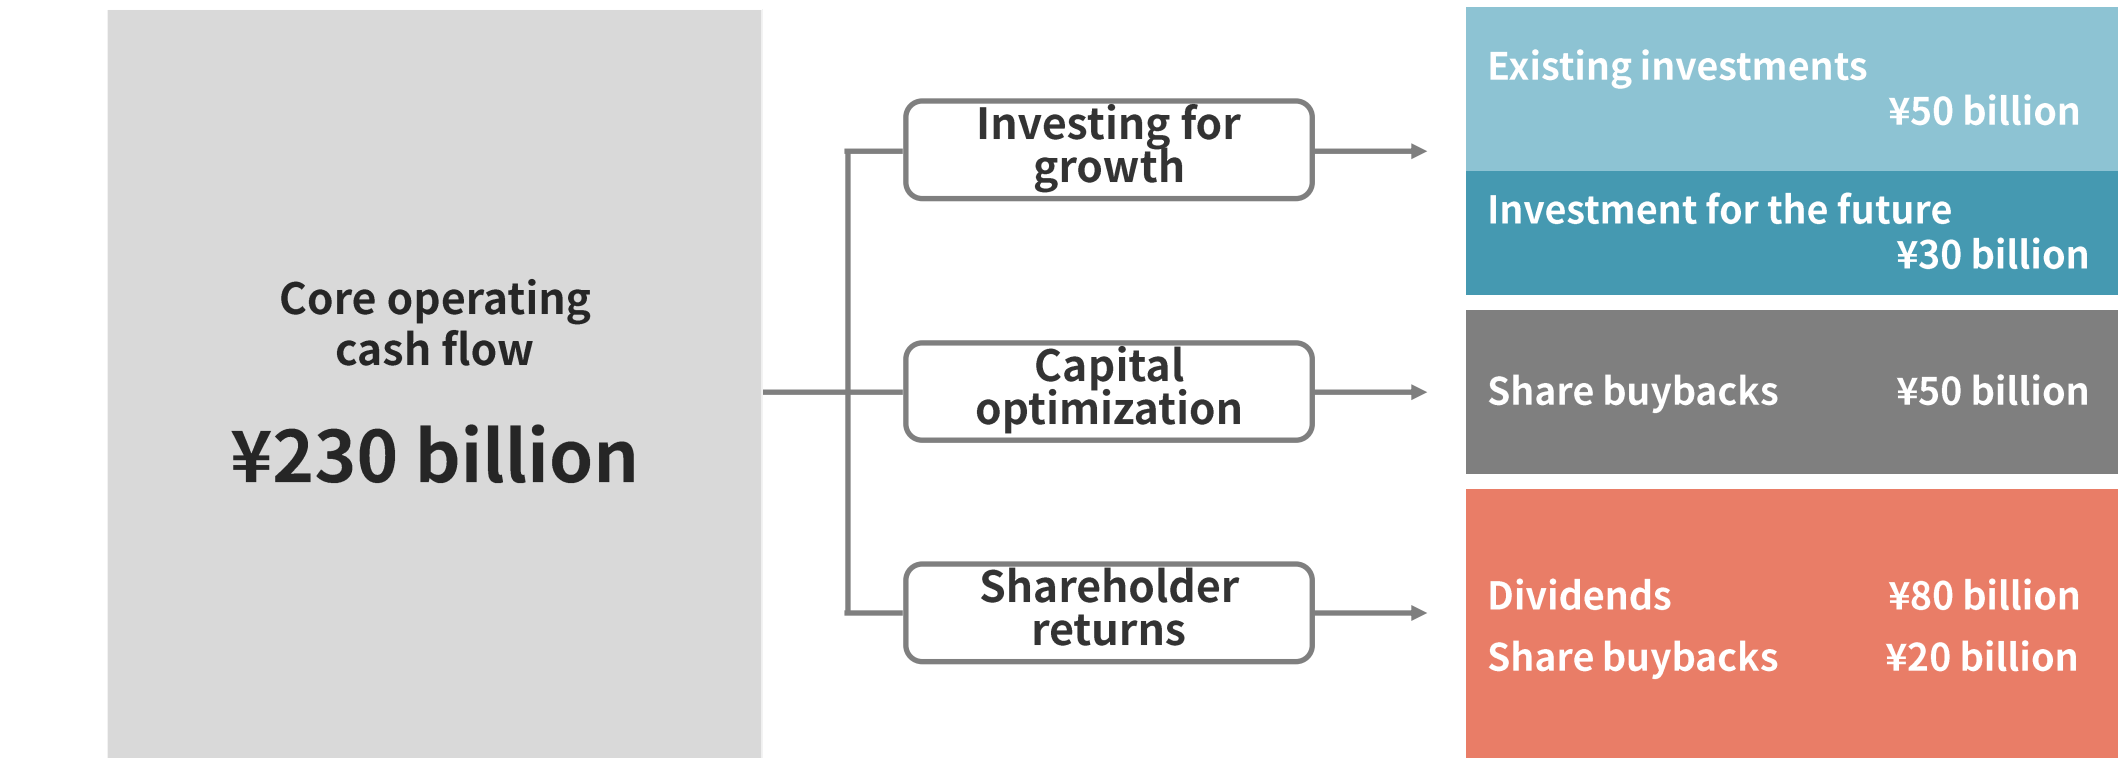 Core operating
cash flow
¥230 billion
Investing for
growth
Capital
optimization
Shareholder
returns
Existing investments
¥50 billion
Investment for the future
¥30 billion
Share buybacks ¥50 billion
Dividends ¥80 billion
Share buybacks ¥20 billion